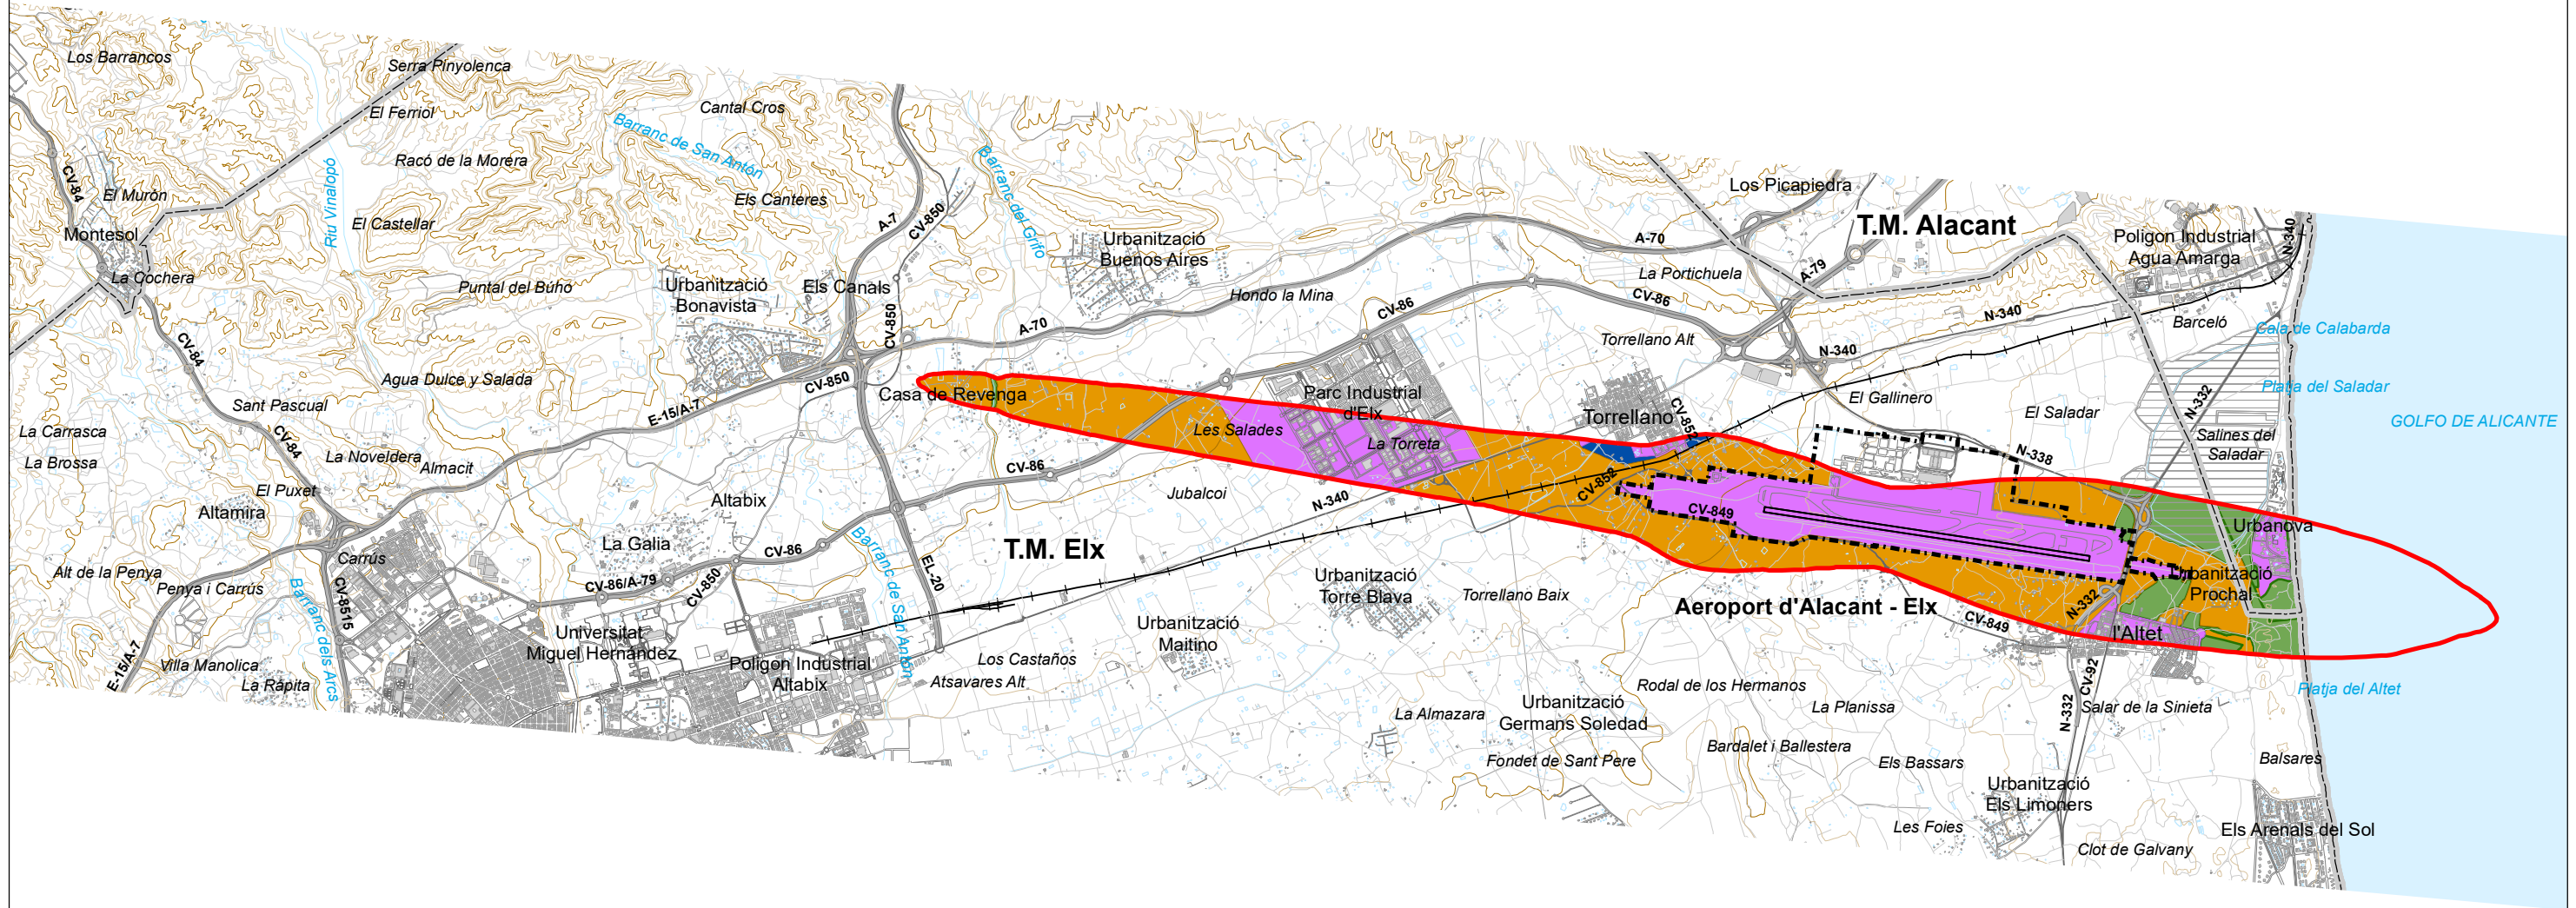 Los Barrancos
Serra Pinyolenca
El Ferriol
Cantal Cros
Barranc de San Antón
Racó de la Morera
CV-84
El Murón
Riu Vinalopó
El Castellar
Els Canteres
A-7
CV-850
Barranc del Grifo
Montesol
La Cochera
Puntal del Búho
Urbanització
Bonavista
Els Canals
CV-850
Urbanització
Buenos Aires
Hondo la Mina
A-70
CV-86
A-70
Los Picapiedra
T.M. Alacant
La Portichuela
A-79
CV-86
Poligon Industrial
Agua Amarga
N-340
N-340
Barceló
Cala de Calabarda
Torrellano Alt
N-340
CV-84
Agua Dulce y Salada
CV-850
E-15/A-7
Casa de Revenga
Parc Industrial
d'Elx
Les Salades
La Torreta
Torrellano
CV-852
El Gallinero
El Saladar
N-332
Platja del Saladar
GOLFO DE ALICANTE
Salines del
Saladar
N-338
Sant Pascual
La Carrasca
CV-84
La Brossa
La Noveldera
Almacit
El Puxet
Altamira
Altabix
CV-86
Jubalcoi
N-340
CV-852
CV-849
Urbanova
Carrús
La Galia
CV-86
Barranc de San Antón
EL-20
T.M. Elx
Alt de la Penya
Penya i Carrús
Barranc dels Arcs
CV-8515
CV-86/A-79
CV-850
Urbanització
Torre Blava
Torrellano Baix
Aeroport d'Alacant - Elx
Urbanització
Prochal
N-332
CV-849
l'Altet
Universitat
Miguel Hernández
Urbanització
Maitino
E-15/A-7
Villa Manolica
La Rápita
Poligon Industrial
Altabix
Los Castaños
Atsavares Alt
CV-92
N-332
Platja del Altet
Rodal de los Hermanos
La Planissa
Salar de la Sinieta
La Almazara
Urbanització
Germans Soledad
Bardalet i Ballestera
Fondet de Sant Pere
Els Bassars
Balsares
Urbanització
Els Limoners
Les Foies
Clot de Galvany
Els Arenals del Sol